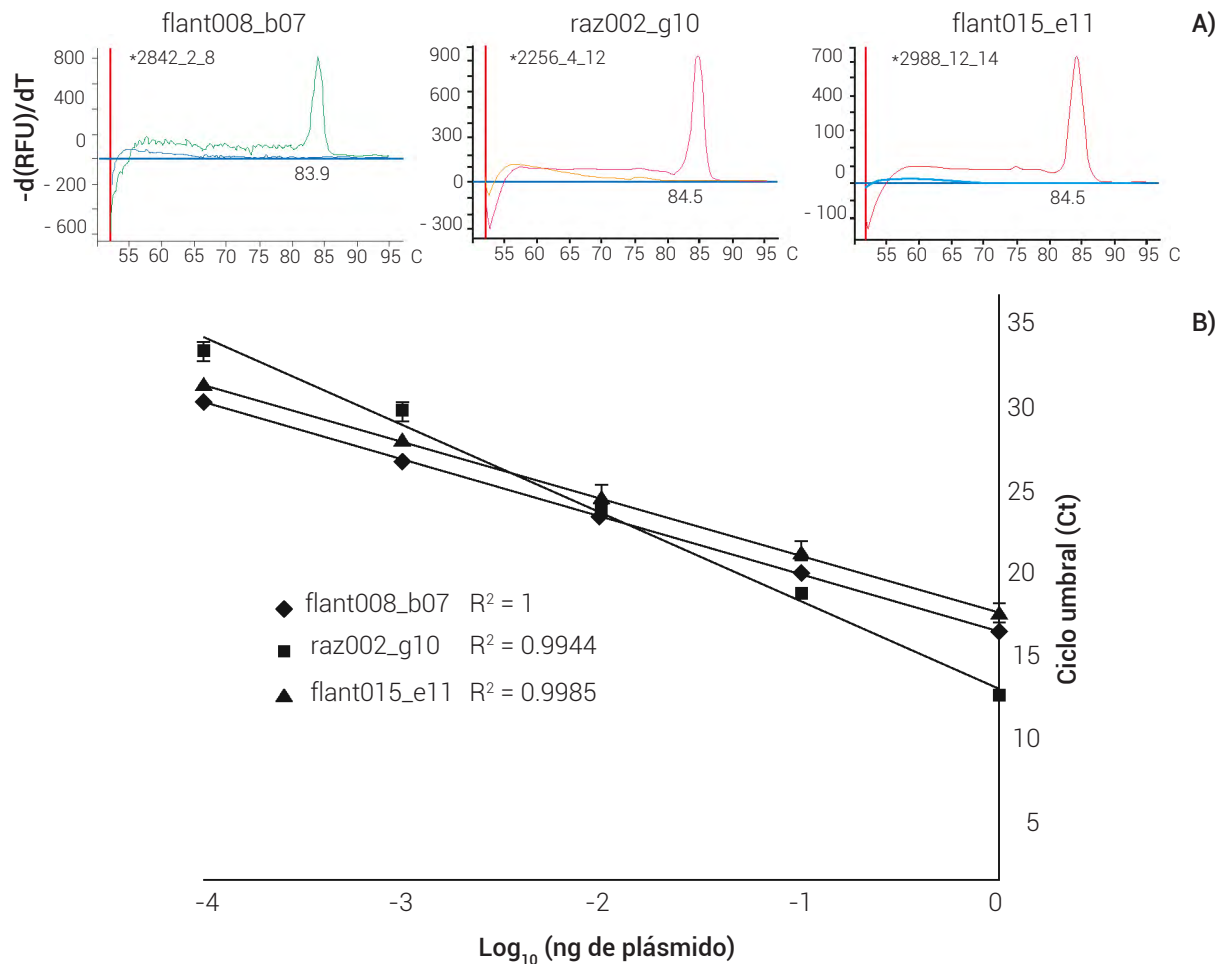 flant008_b07 raz002_g10 flant015_e11 A)
-d(RFU)/dT
*2842_2_8
800
400
0
- 200
- 600
83.9
55 65 70 75 80 82 85 90 95 C
*2256_4_12
900
600
450
300
150
0
- 300
84.5
55 60 65 70 75 80 85 90 95 C
*2988_12_14
700
400
100
0
- 100
84.5
55 60 65 70 75 80 85 90 95 C
B)
35
30
25
20
15
10
5
Ciclo umbral (Ct)
flant008_b07 R² = 1
raz002_g10 R² = 0.9944
flant015_e11 R² = 0.9985
-4 -3 -2 -1 0
Log₁₀ (ng de plásmido)